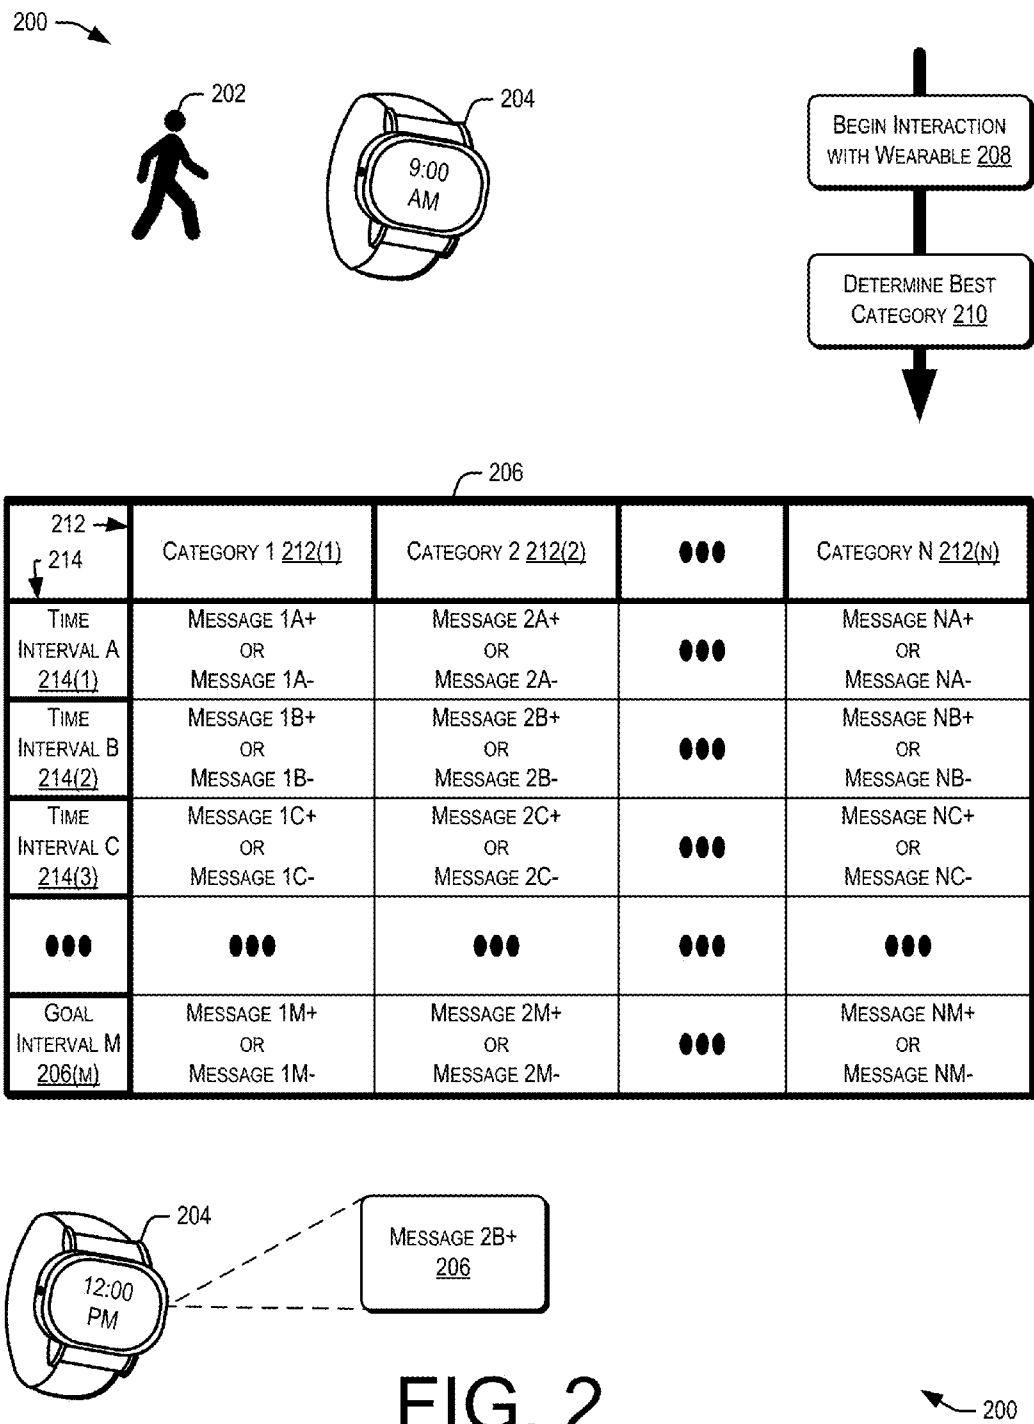 200
202
204
9:00
AM
BEGIN INTERACTION
WITH WEARABLE 208
DETERMINE BEST
CATEGORY 210
206
212
214
CATEGORY 1 212(1)
CATEGORY 2 212(2)
CATEGORY N 212(N)
TIME
INTERVAL A
214(1)
MESSAGE 1A+
OR
MESSAGE 1A-
MESSAGE 2A+
OR
MESSAGE 2A-
MESSAGE NA+
OR
MESSAGE NA-
TIME
INTERVAL B
214(2)
MESSAGE 1B+
OR
MESSAGE 1B-
MESSAGE 2B+
OR
MESSAGE 2B-
MESSAGE NB+
OR
MESSAGE NB-
TIME
INTERVAL C
214(3)
MESSAGE 1C+
OR
MESSAGE 1C-
MESSAGE 2C+
OR
MESSAGE 2C-
MESSAGE NC+
OR
MESSAGE NC-
GOAL
INTERVAL M
206(M)
MESSAGE 1M+
OR
MESSAGE 1M-
MESSAGE 2M+
OR
MESSAGE 2M-
MESSAGE NM+
OR
MESSAGE NM-
204
12:00
PM
MESSAGE 2B+
206
FIG. 2
200